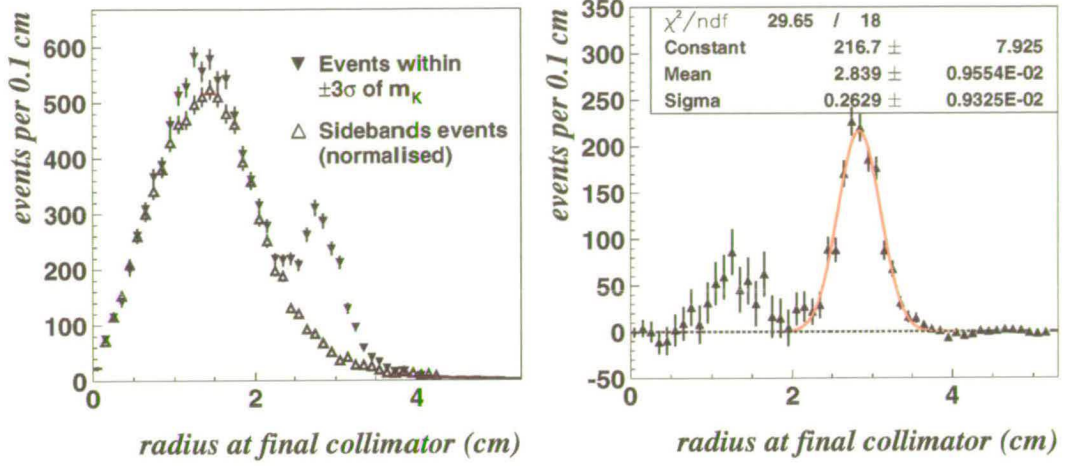 events per 0.1 cm
600
500
400
300
200
100
0
▼ Events within
±3σ of m_K
△ Sidebands events
(normalised)
0 2 4
radius at final collimator (cm)
events per 0.1 cm
350
300
250
200
150
100
50
0
-50
χ²/ndf 29.65 / 18
Constant 216.7 ± 7.925
Mean 2.839 ± 0.9554E-02
Sigma 0.2629 ± 0.9325E-02
0 2 4
radius at final collimator (cm)